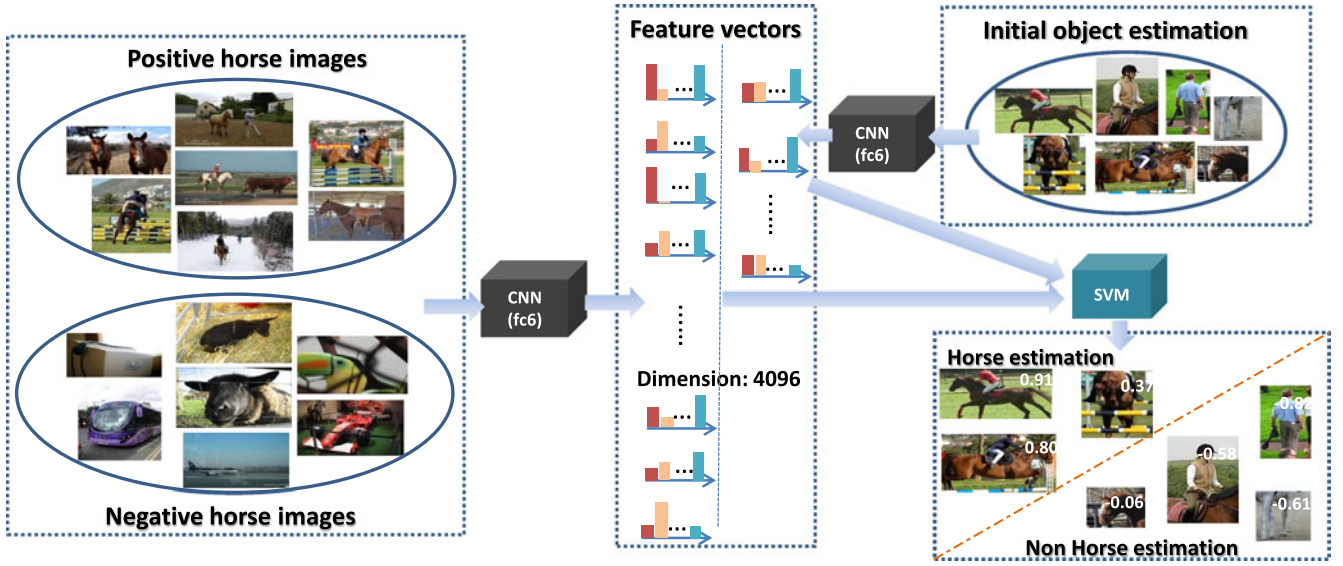 Positive horse images
Negative horse images
CNN
(fc6)
Feature vectors
Dimension: 4096
CNN
(fc6)
Initial object estimation
SVM
Horse estimation
0.91
0.37
-0.82
0.80
-0.58
-0.06
-0.61
Non Horse estimation